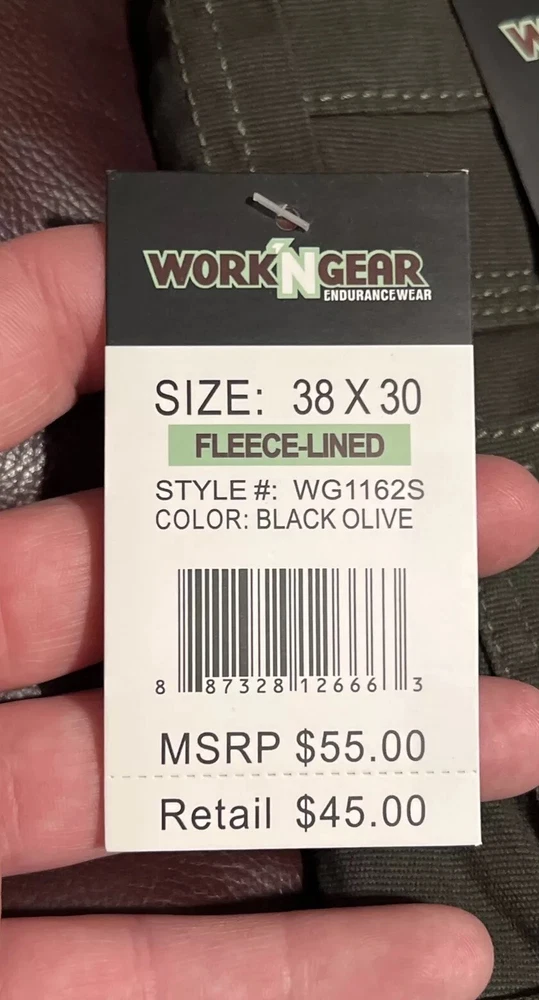 WORK'NGEAR
ENDURANCEWEAR
SIZE: 38 X 30
FLEECE-LINED
STYLE #: WG1162S
COLOR: BLACK OLIVE
8 87328 12666 3
MSRP $55.00
Retail $45.00